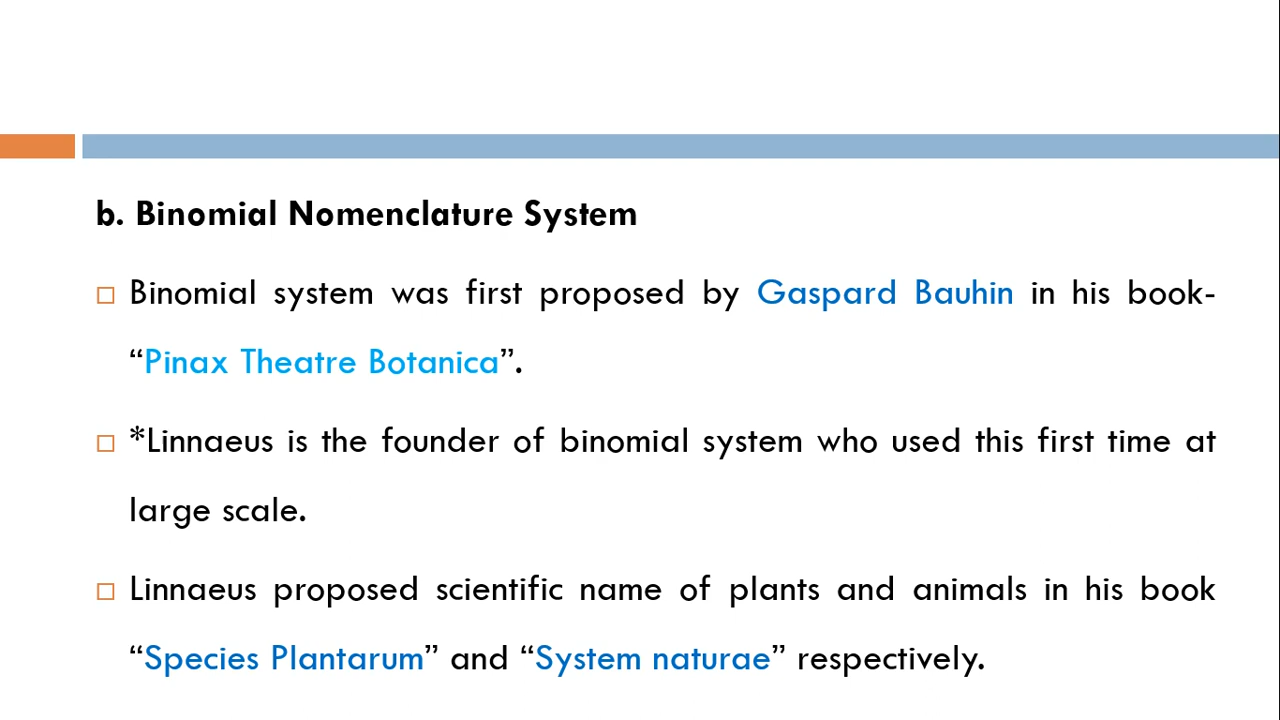 b. Binomial Nomenclature System
Binomial system was first proposed by Gaspard Bauhin in his book-
“Pinax Theatre Botanica”.
*Linnaeus is the founder of binomial system who used this first time at
large scale.
Linnaeus proposed scientific name of plants and animals in his book
“Species Plantarum” and “System naturae” respectively.